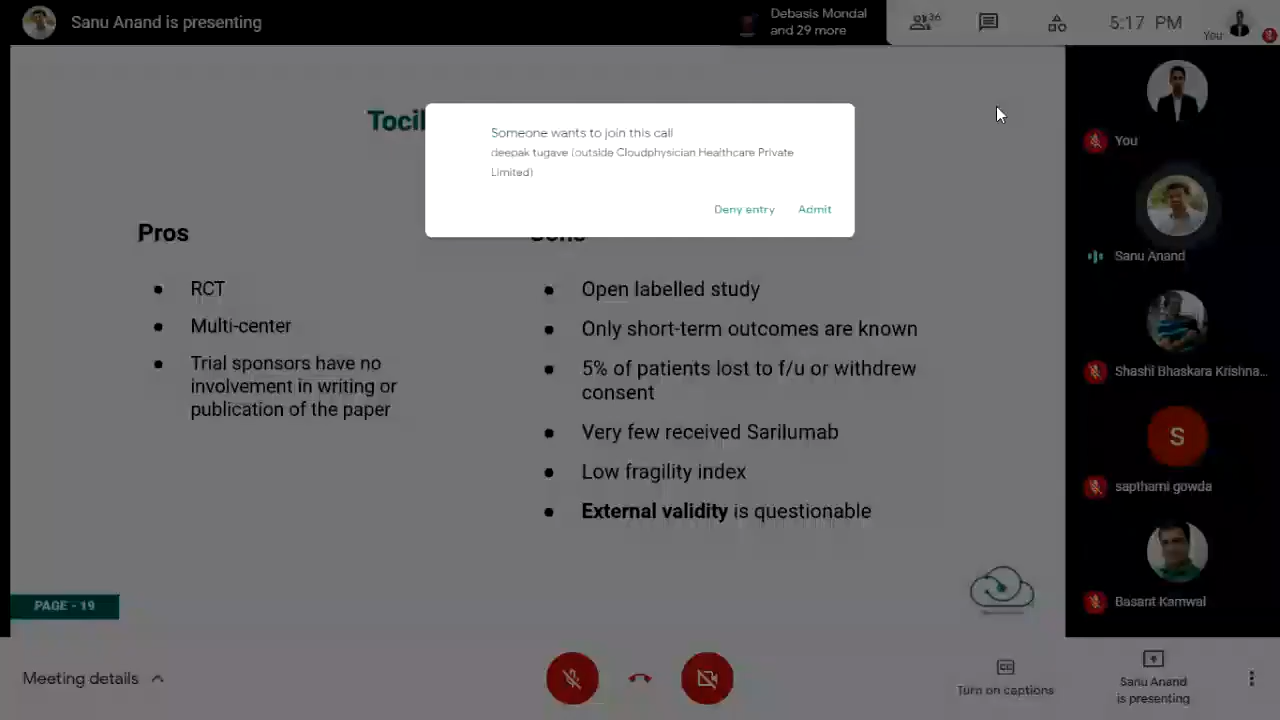 Sanu Anand is presenting
Debasis Mondal
and 29 more
36
5:17 PM
You
Someone wants to join this call
deepak tugave (outside Cloudphysician Healthcare Private
Limited)
Deny entry Admit
Tocil
Pros
RCT
Multi-center
Trial sponsors have no
involvement in writing or
publication of the paper
Cons
Open labelled study
Only short-term outcomes are known
5% of patients lost to f/u or withdrew
consent
Very few received Sarilumab
Low fragility index
External validity is questionable
PAGE - 19
You
Sanu Anand
Shashi Bhaskara Krishna...
S
sapthami gowda
Basant Kamwal
Meeting details
CC
Turn on captions
Sanu Anand
is presenting